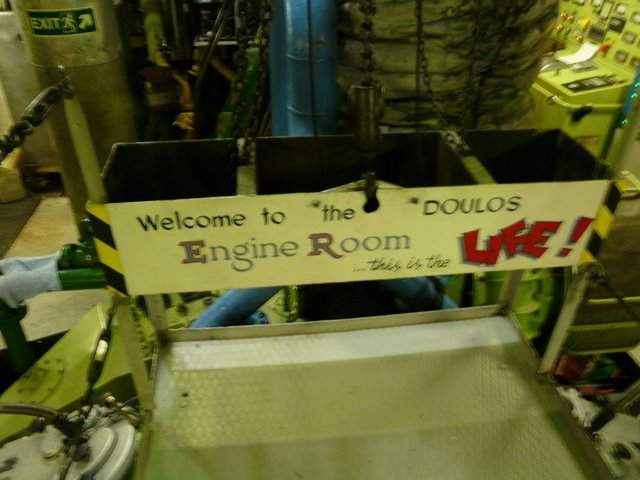 EXIT
Welcome to the DOULOS
Engine Room
...this is the LIFE!